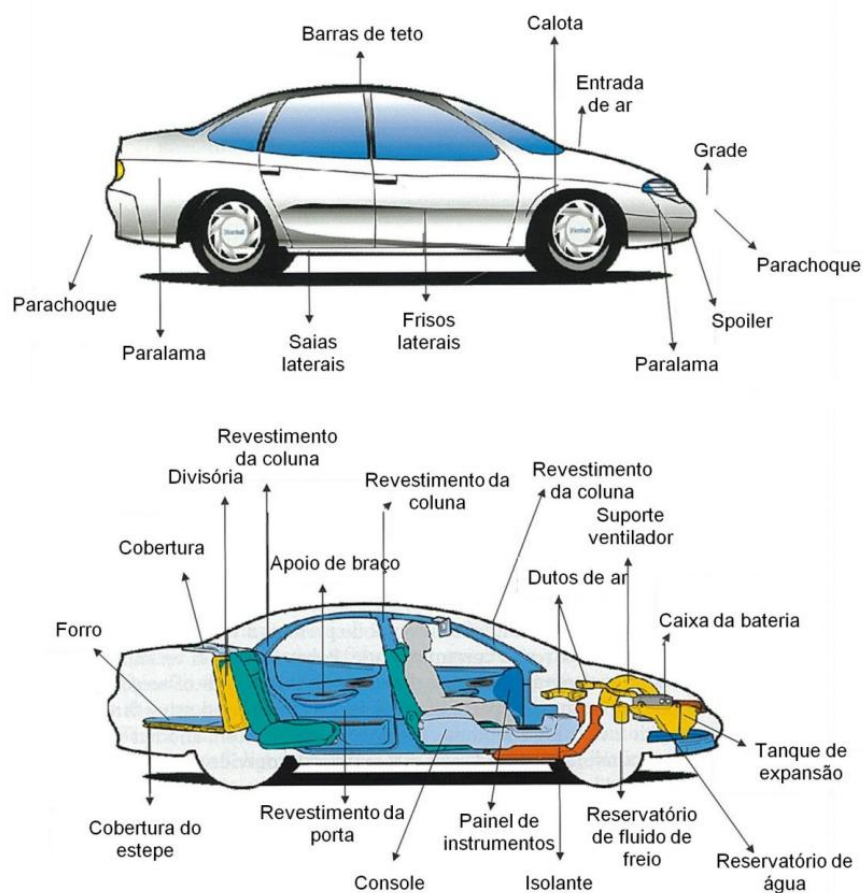 Barras de teto
Calota
Entrada
de ar
Grade
Parachoque
Parachoque
Spoiler
Paralama
Saias
laterais
Frisos
laterais
Paralama
Revestimento
da coluna
Divisória
Revestimento da
coluna
Revestimento
da coluna
Suporte
ventilador
Cobertura
Apoio de braço
Dutos de ar
Caixa da bateria
Forro
Tanque de
expansão
Cobertura do
estepe
Revestimento da
porta
Painel de
instrumentos
Reservatório
de fluido de
freio
Reservatório de
água
Console
Isolante